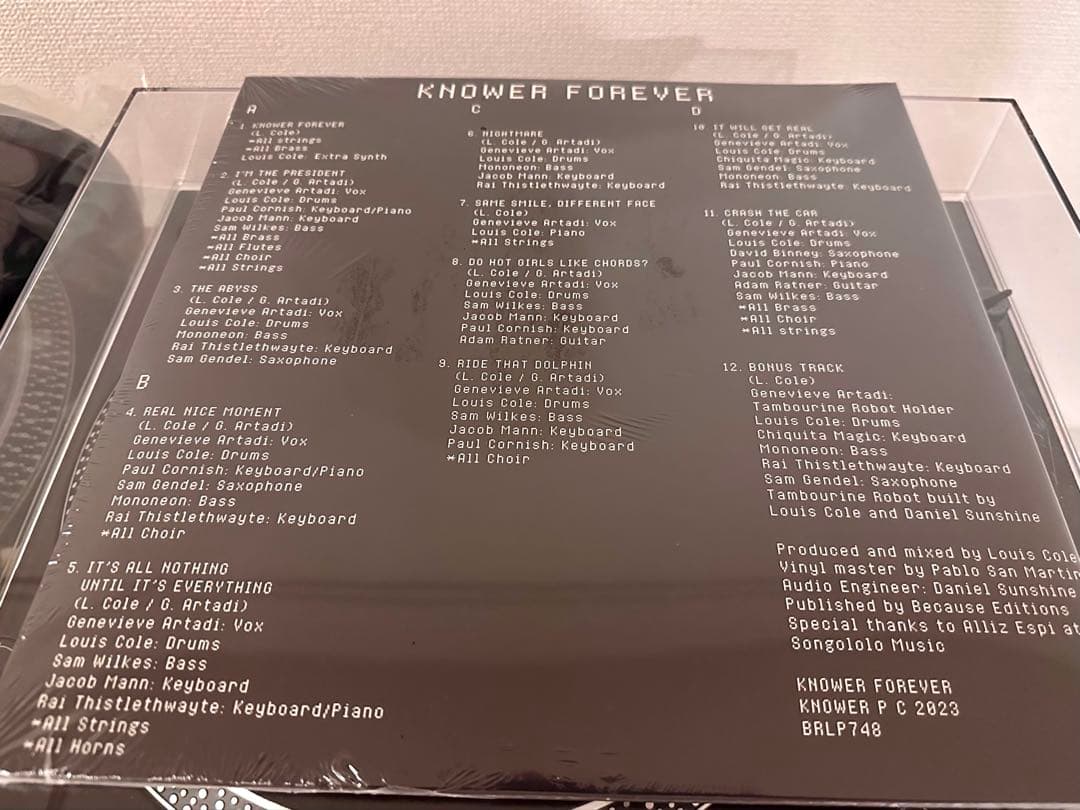 KNOWER FOREVER
A
1. KNOWER FOREVER
(L. Cole)
*All strings
*All Brass
Louis Cole: Extra Synth
2. I'M THE PRESIDENT
(L. Cole / G. Artadi)
Genevieve Artadi: Vox
Louis Cole: Drums
Paul Cornish: Keyboard/Piano
Jacob Mann: Keyboard
Sam Wilkes: Bass
*All Brass
*All Flutes
*All Choir
*All Strings
3. THE ABYSS
(L. Cole / G. Artadi)
Genevieve Artadi: Vox
Louis Cole: Drums
Mononeon: Bass
Rai Thistlethwayte: Keyboard
Sam Gendel: Saxophone
B
4. REAL NICE MOMENT
(L. Cole / G. Artadi)
Genevieve Artadi: Vox
Louis Cole: Drums
Paul Cornish: Keyboard/Piano
Sam Gendel: Saxophone
Mononeon: Bass
Rai Thistlethwayte: Keyboard
*All Choir
5. IT'S ALL NOTHING
UNTIL IT'S EVERYTHING
(L. Cole / G. Artadi)
Genevieve Artadi: Vox
Louis Cole: Drums
Sam Wilkes: Bass
Jacob Mann: Keyboard
Rai Thistlethwayte: Keyboard/Piano
*All Strings
*All Horns
C
6. NIGHTMARE
(L. Cole / G. Artadi)
Genevieve Artadi: Vox
Louis Cole: Drums
Mononeon: Bass
Jacob Mann: Keyboard
Rai Thistlethwayte: Keyboard
7. SAME SMILE, DIFFERENT FACE
(L. Cole)
Genevieve Artadi: Vox
Louis Cole: Piano
*All Strings
8. DO HOT GIRLS LIKE CHORDS?
(L. Cole / G. Artadi)
Genevieve Artadi: Vox
Louis Cole: Drums
Sam Wilkes: Bass
Jacob Mann: Keyboard
Paul Cornish: Keyboard
Adam Ratner: Guitar
9. RIDE THAT DOLPHIN
(L. Cole / G. Artadi)
Genevieve Artadi: Vox
Louis Cole: Drums
Sam Wilkes: Bass
Jacob Mann: Keyboard
Paul Cornish: Keyboard
*All Choir
D
10 IT WILL GET REAL
(L. Cole / G. Artadi)
Genevieve Artadi: Vox
Louis Cole: Drums
Chiquita Magic: Keyboard
Sam Gendel: Saxophone
Mononeon: Bass
Rai Thistlethwayte: Keyboard
11. CRASH THE CAR
(L. Cole / G. Artadi)
Genevieve Artadi: Vox
Louis Cole: Drums
David Binney: Saxophone
Paul Cornish: Piano
Jacob Mann: Keyboard
Adam Ratner: Guitar
Sam Wilkes: Bass
*All Brass
*All Choir
*All strings
12. BONUS TRACK
(L. Cole)
Genevieve Artadi:
Tambourine Robot Holder
Louis Cole: Drums
Chiquita Magic: Keyboard
Mononeon: Bass
Rai Thistlethwayte: Keyboard
Sam Gendel: Saxophone
Tambourine Robot built by
Louis Cole and Daniel Sunshine
Produced and mixed by Louis Cole
Vinyl master by Pablo San Martin
Audio Engineer: Daniel Sunshine
Published by Because Editions
Special thanks to Alliz Espi at
Songololo Music
KNOWER FOREVER
KNOWER P C 2023
BRLP748